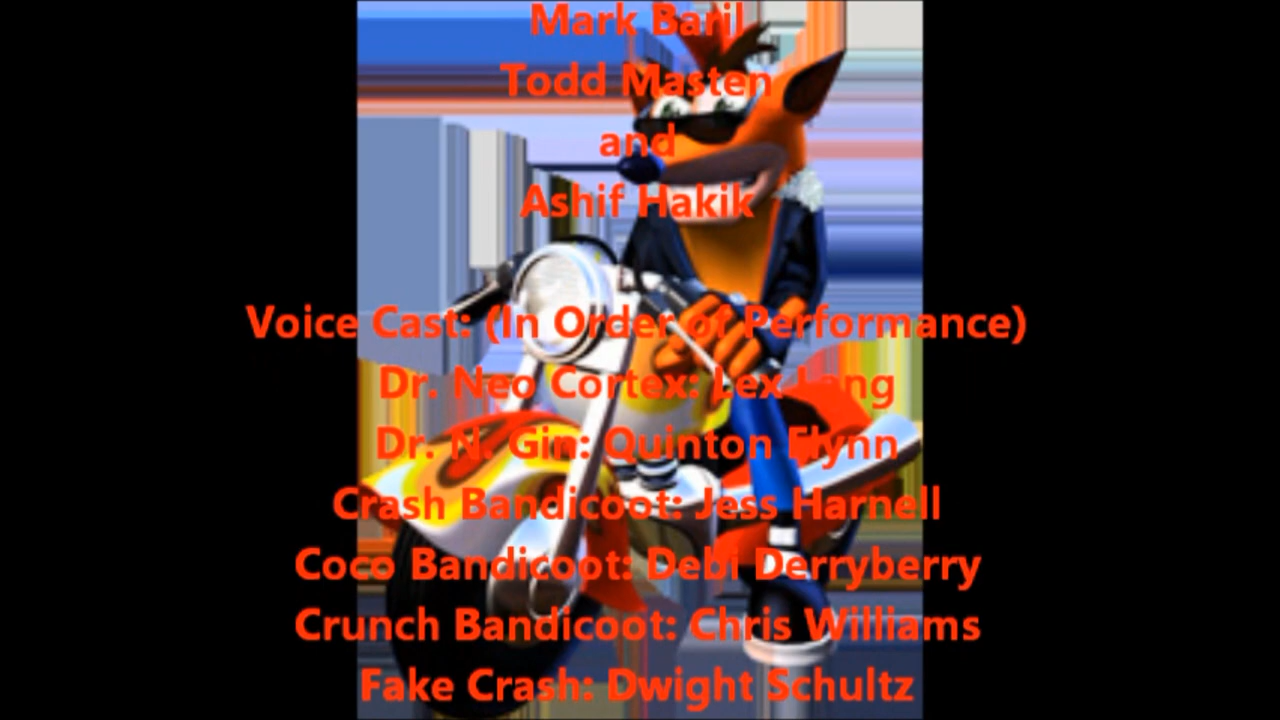 Mark Baril
Todd Masten
and
Ashif Hakik
Voice Cast: (In Order of Performance)
Dr. Neo Cortex: Lex Lang
Dr. N. Gin: Quinton Flynn
Crash Bandicoot: Jess Harnell
Coco Bandicoot: Debi Derryberry
Crunch Bandicoot: Chris Williams
Fake Crash: Dwight Schultz